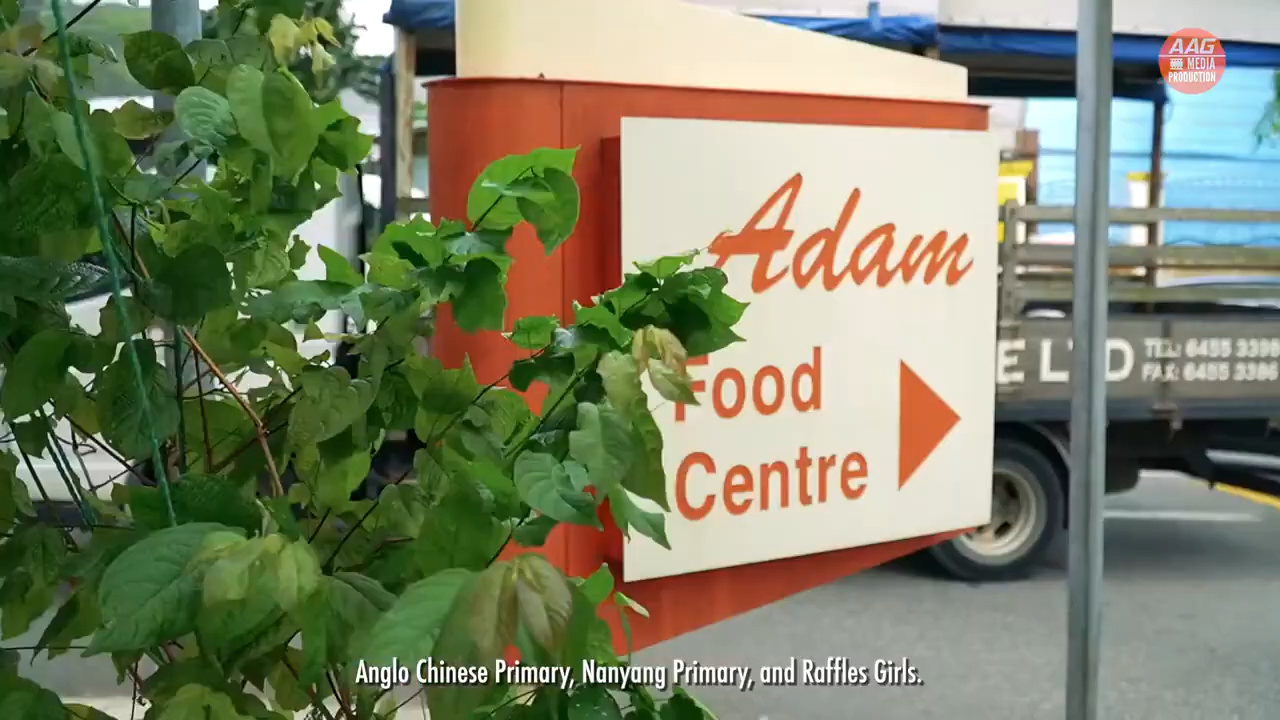 AAG
MEDIA
PRODUCTION
Adam
Food
Centre
E LTD
TEL: 6455 3398
FAX: 6455 3386
Anglo Chinese Primary, Nanyang Primary, and Raffles Girls.